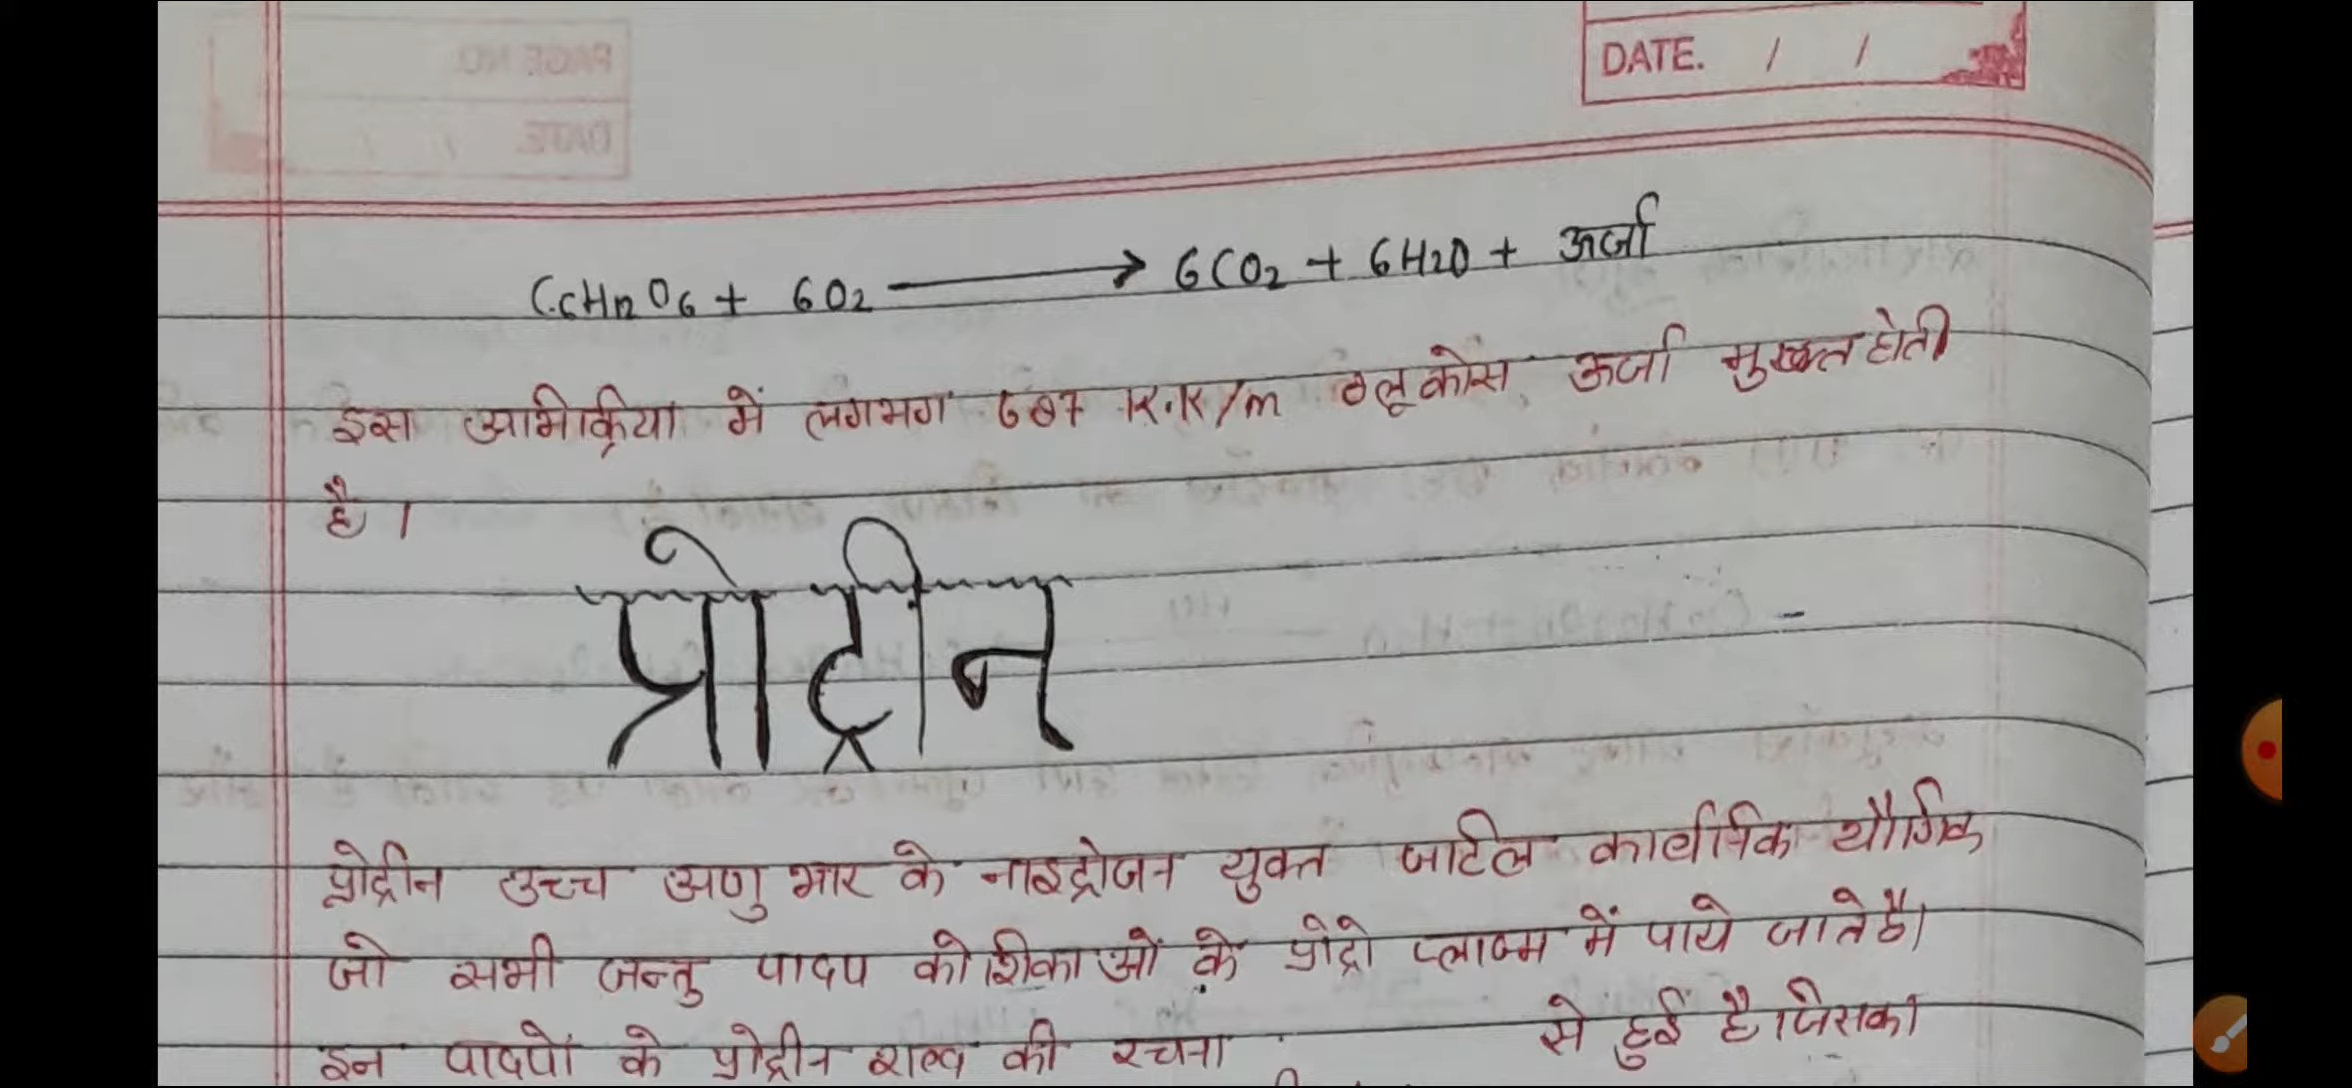 DATE. / /
C6H12O6 + 6O2 ⟶ 6CO2 + 6H2O + ऊर्जा
इस अभिक्रिया में लगभग 687 K.K/m ग्लूकोस ऊर्जा होती
है।
प्रोट्रीन
प्रोट्रीन उच्च अणु भार के नाइट्रोजन युक्त जटिल कार्बनिक यौगिक
जो सभी जन्तु पादप कोशिकाओं के प्रोट्रो प्लाज्म में पाये जाते है।
इन पादपो के प्रोट्रीन शब्द की रचना से हुई है जिसका